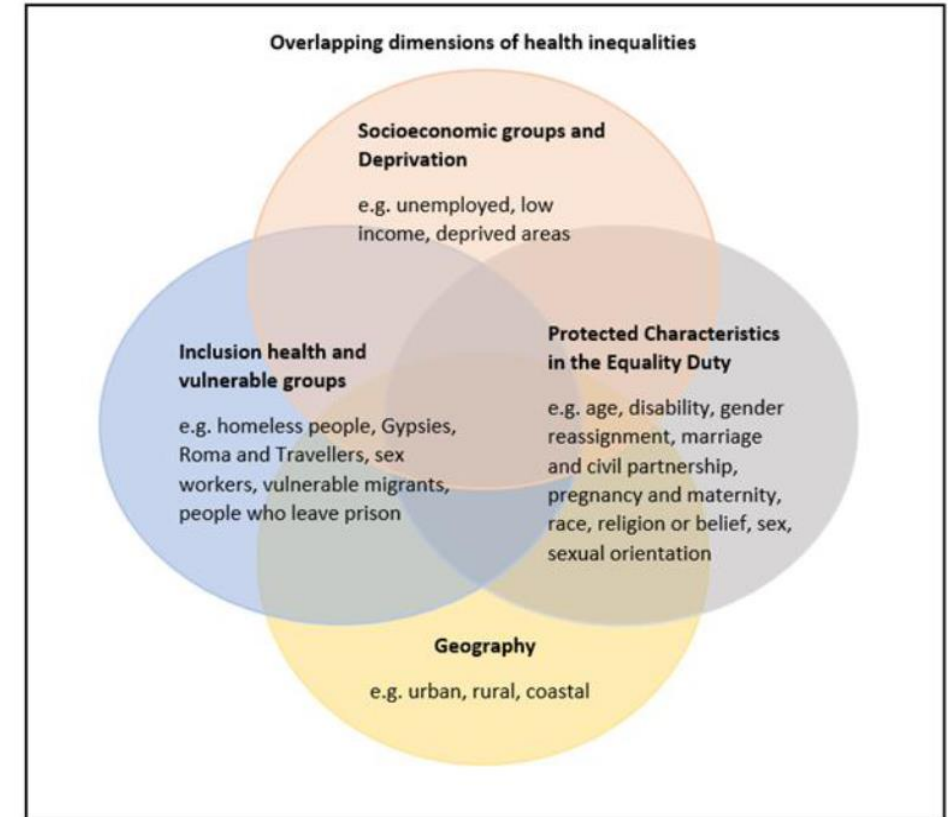 Overlapping dimensions of health inequalities
Socioeconomic groups and
Deprivation
e.g. unemployed, low
income, deprived areas
Inclusion health and
vulnerable groups
e.g. homeless people, Gypsies,
Roma and Travellers, sex
workers, vulnerable migrants,
people who leave prison
Protected Characteristics
in the Equality Duty
e.g. age, disability, gender
reassignment, marriage
and civil partnership,
pregnancy and maternity,
race, religion or belief, sex,
sexual orientation
Geography
e.g. urban, rural, coastal